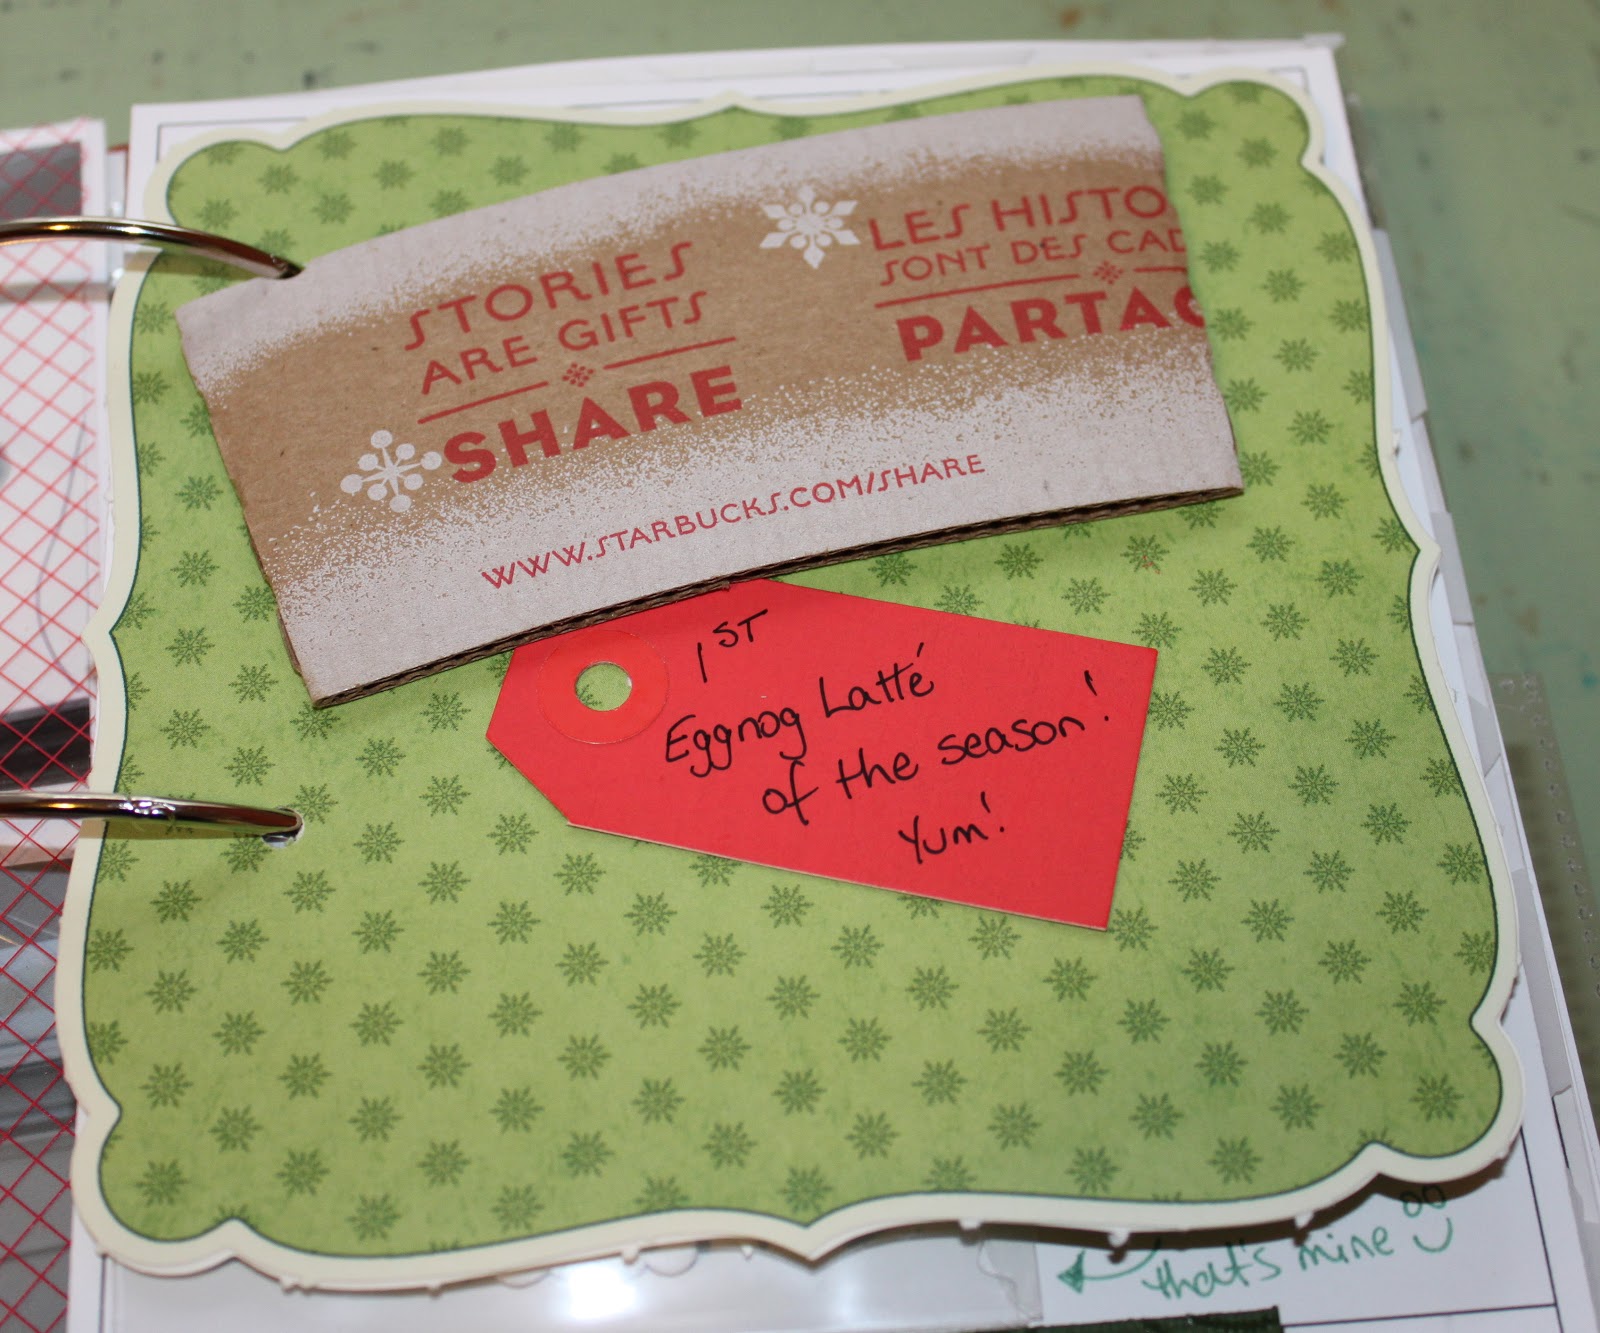 STORIES
ARE GIFTS
SHARE
WWW.STARBUCKS.COM/SHARE
LES HISTO
SONT DES CAD
PARTAG
1ST
Eggnog Latté
of the season!
Yum!
that's mine